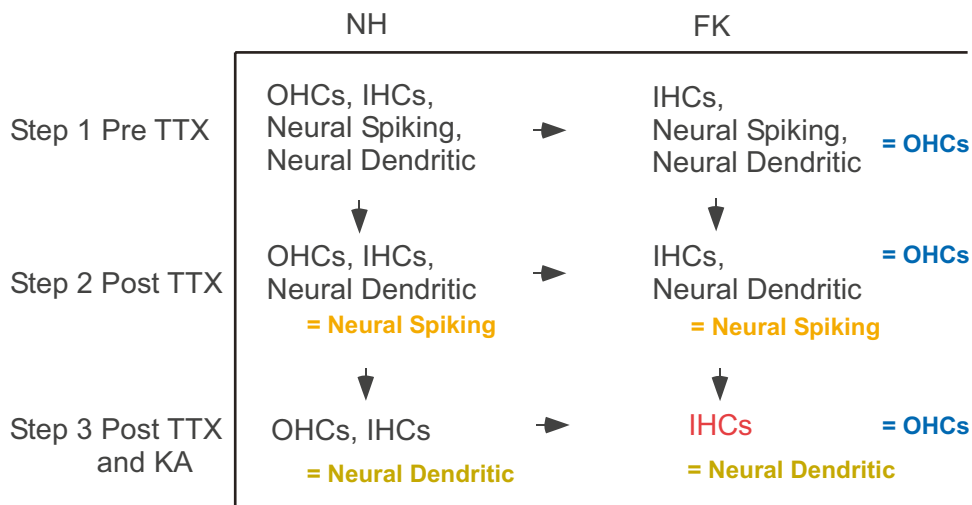 NH FK
Step 1 Pre TTX
OHCs, IHCs,
Neural Spiking,
Neural Dendritic
IHCs,
Neural Spiking,
Neural Dendritic
= OHCs
Step 2 Post TTX
OHCs, IHCs,
Neural Dendritic
= Neural Spiking
IHCs,
Neural Dendritic
= Neural Spiking
= OHCs
Step 3 Post TTX
and KA
OHCs, IHCs
= Neural Dendritic
IHCs
= Neural Dendritic
= OHCs